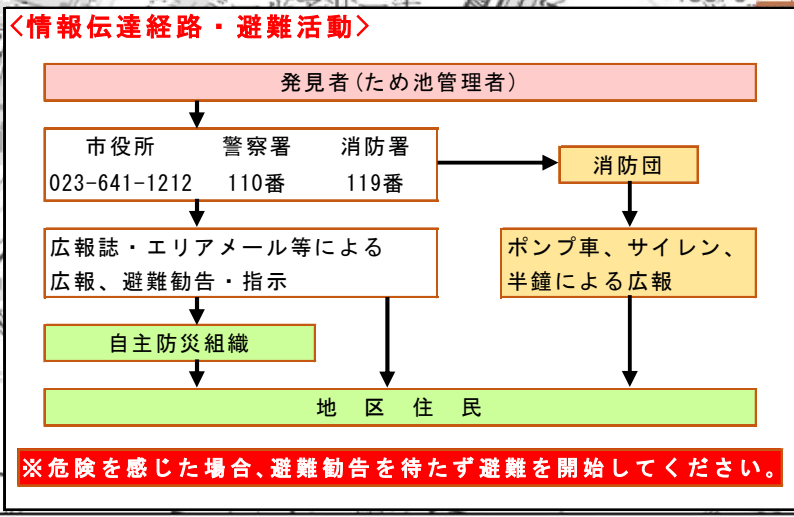 <情報伝達経路・避難活動>
発見者(ため池管理者)
市役所 警察署 消防署
023-641-1212 110番 119番
消防団
広報誌・エリアメール等による
広報、避難勧告・指示
ポンプ車、サイレン、
半鐘による広報
自主防災組織
地区住民
※危険を感じた場合、避難勧告を待たず避難を開始してください。